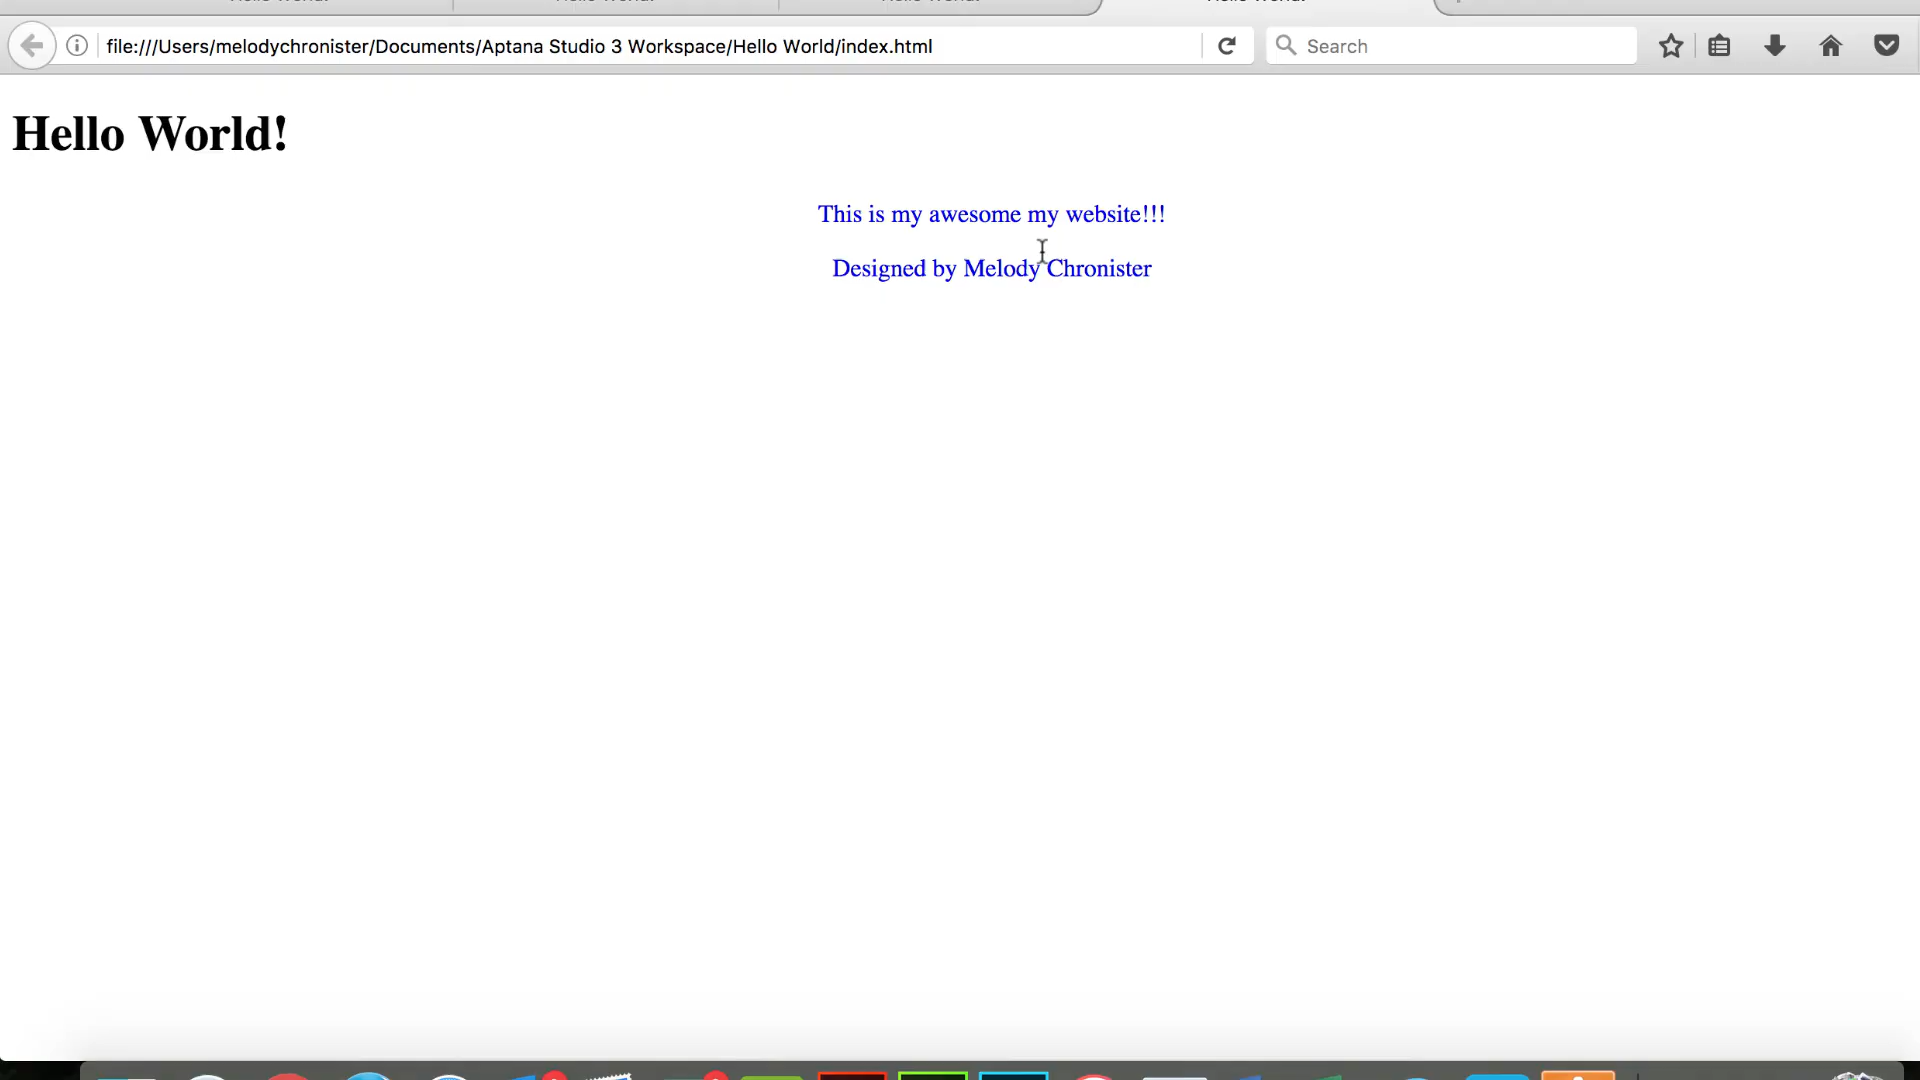 file:///Users/melodychronister/Documents/Aptana Studio 3 Workspace/Hello World/index.html
Search
Hello World!
This is my awesome my website!!!
Designed by Melody Chronister